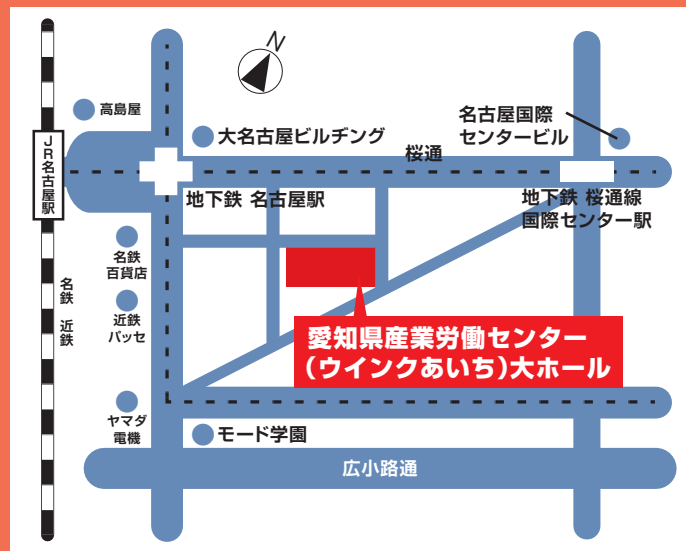 N
高島屋
JR名古屋駅
大名古屋ビルヂング
名古屋国際
センタービル
桜通
地下鉄 名古屋駅
地下鉄 桜通線
国際センター駅
名鉄
百貨店
名鉄
近鉄
近鉄
パッセ
愛知県産業労働センター
(ウインクあいち)大ホール
ヤマダ
電機
モード学園
広小路通